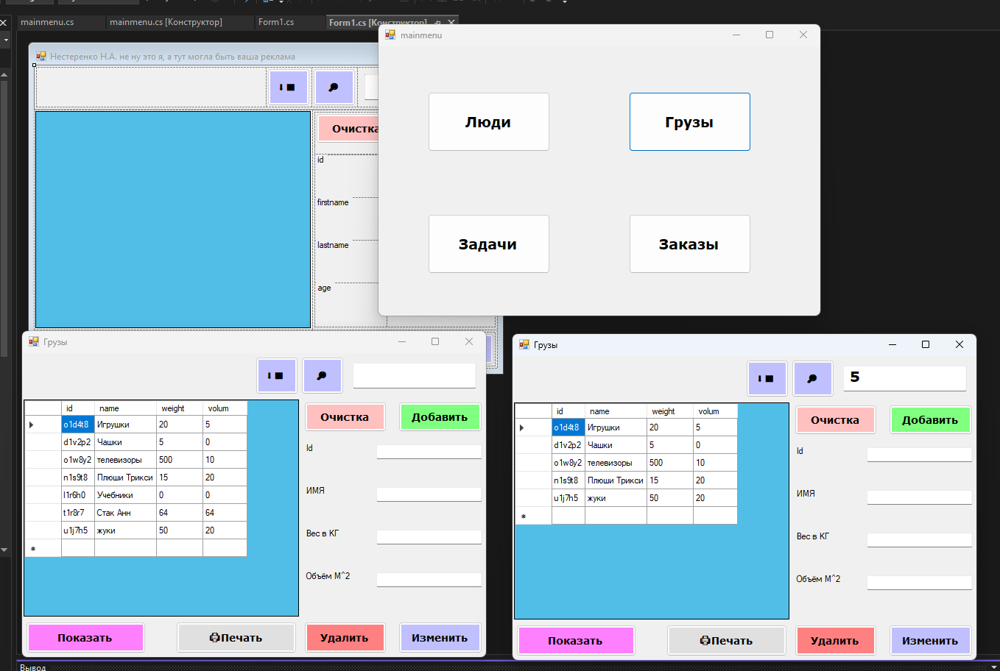 mainmenu.cs
mainmenu.cs [Конструктор]
Form1.cs
Form1.cs [Конструктор]
Нестеренко Н.А. не ну это я, а тут могла быть ваша реклама
Очистка
id
firstname
lastname
age
mainmenu
Люди
Грузы
Задачи
Заказы
Грузы
id name weight volum
o1d4t8 Игрушки 20 5
d1v2p2 Чашки 5 0
o1w8y2 телевизоры 500 10
n1s9t8 Плюши Трикси 15 20
l1r6h0 Учебники 0 0
t1r8r7 Стак Анн 64 64
u1j7h5 жуки 50 20
Очистка
Добавить
Id
ИМЯ
Вес в КГ
Объём М^2
Показать
Печать
Удалить
Изменить
Грузы
5
id name weight volum
o1d4t8 Игрушки 20 5
d1v2p2 Чашки 5 0
o1w8y2 телевизоры 500 10
n1s9t8 Плюши Трикси 15 20
u1j7h5 жуки 50 20
Очистка
Добавить
Id
ИМЯ
Вес в КГ
Объём М^2
Показать
Печать
Удалить
Изменить
Вывод